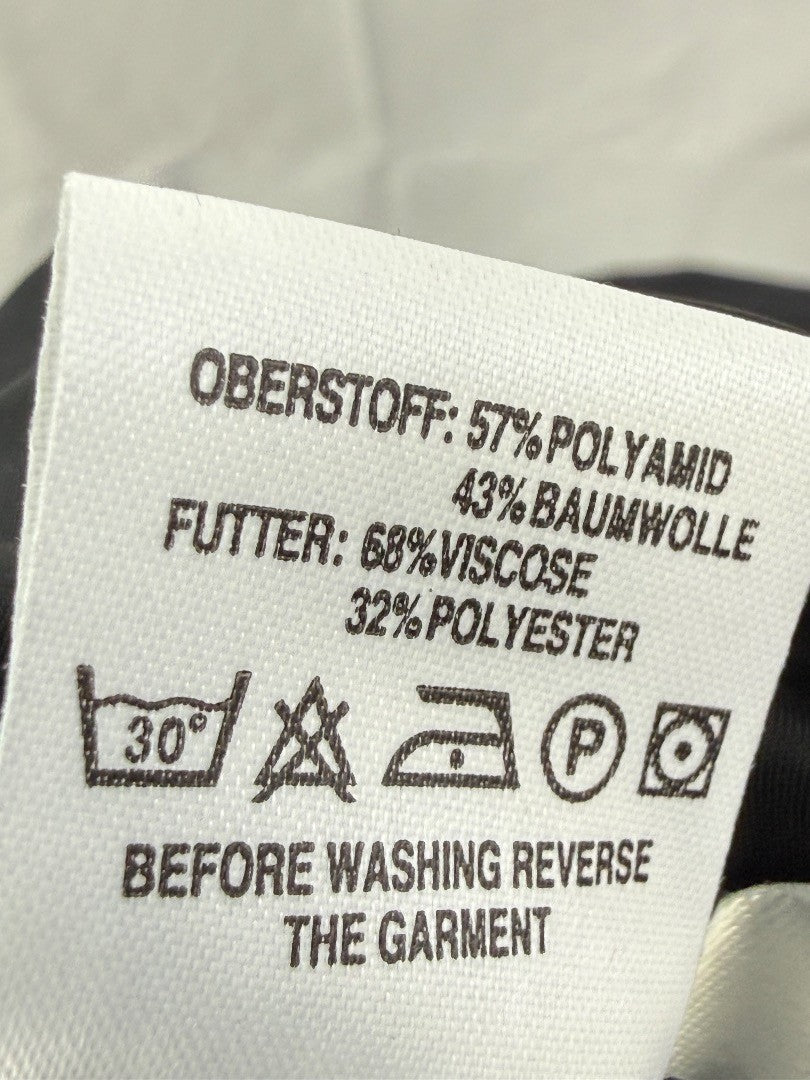 OBERSTOFF: 57% POLYAMID
43% BAUMWOLLE
FUTTER: 68% VISCOSE
32% POLYESTER
30° P
BEFORE WASHING REVERSE
THE GARMENT